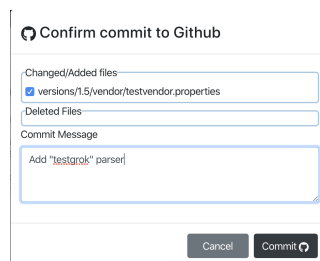 Confirm commit to Github
Changed/Added files
versions/1.5/vendor/testvendor.properties
Deleted Files
Commit Message
Add "testgrok" parser
Cancel
Commit